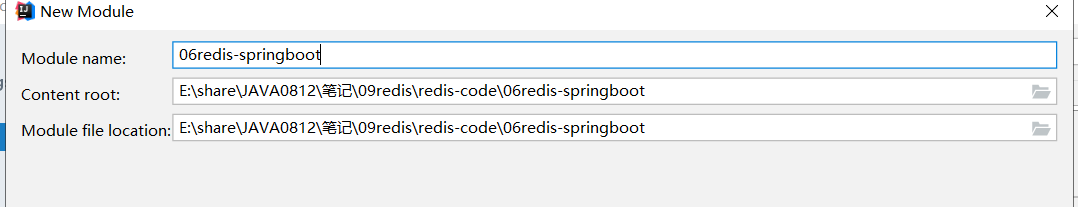 New Module
Module name: 06redis-springboot
Content root: E:\share\JAVA0812\笔记\09redis\redis-code\06redis-springboot
Module file location: E:\share\JAVA0812\笔记\09redis\redis-code\06redis-springboot